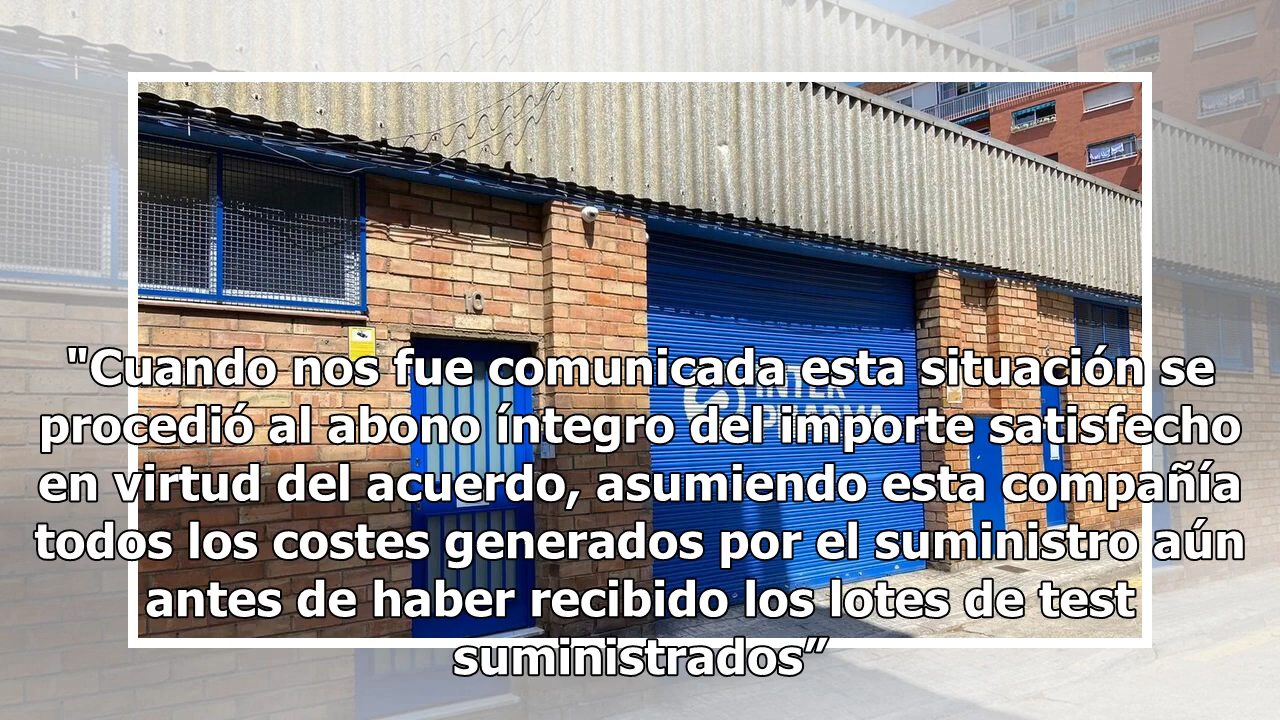 "Cuando nos fue comunicada esta situación se
procedió al abono íntegro del importe satisfecho
en virtud del acuerdo, asumiendo esta compañía
todos los costes generados por el suministro aún
antes de haber recibido los lotes de test
suministrados”
INTER
PHARMA